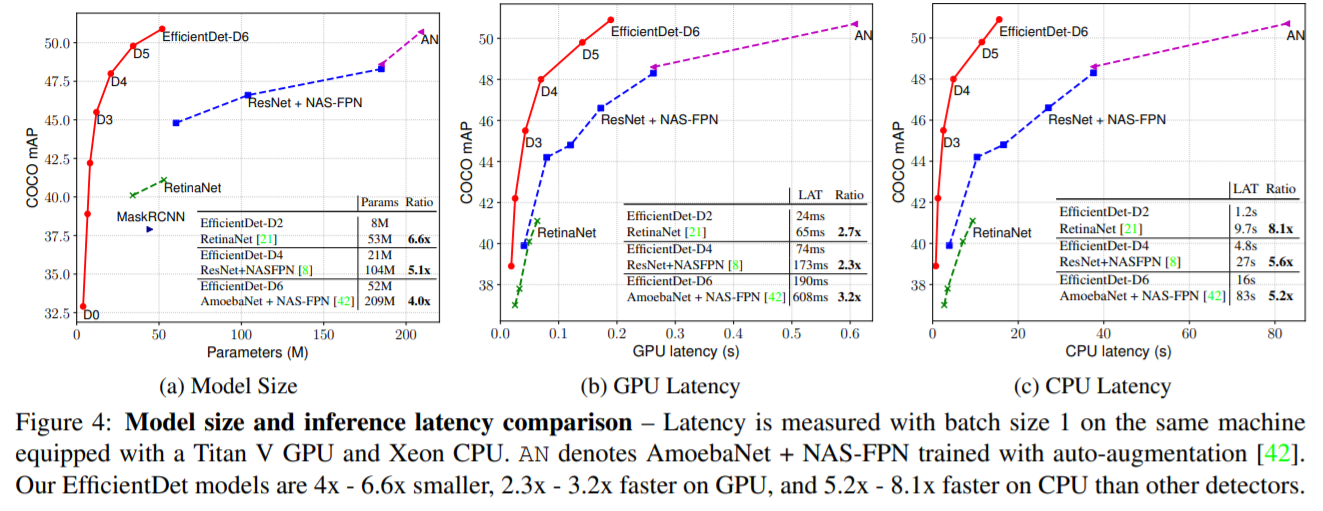 COCO mAP
50.0
47.5
45.0
42.5
40.0
37.5
35.0
32.5
EfficientDet-D6
AN
D5
D4
D3
ResNet + NAS-FPN
RetinaNet
MaskRCNN
D0
Params Ratio
EfficientDet-D2 8M
RetinaNet [21] 53M 6.6x
EfficientDet-D4 21M
ResNet+NASFPN [8] 104M 5.1x
EfficientDet-D6 52M
AmoebaNet + NAS-FPN [42] 209M 4.0x
0 50 100 150 200
Parameters (M)
(a) Model Size
COCO mAP
50
48
46
44
42
40
38
EfficientDet-D6
AN
D5
D4
D3
ResNet + NAS-FPN
RetinaNet
LAT Ratio
EfficientDet-D2 24ms
RetinaNet [21] 65ms 2.7x
EfficientDet-D4 74ms
ResNet+NASFPN [8] 173ms 2.3x
EfficientDet-D6 190ms
AmoebaNet + NAS-FPN [42] 608ms 3.2x
0.0 0.1 0.2 0.3 0.4 0.5 0.6
GPU latency (s)
(b) GPU Latency
COCO mAP
50
48
46
44
42
40
38
EfficientDet-D6
AN
D5
D4
D3
ResNet + NAS-FPN
RetinaNet
LAT Ratio
EfficientDet-D2 1.2s
RetinaNet [21] 9.7s 8.1x
EfficientDet-D4 4.8s
ResNet+NASFPN [8] 27s 5.6x
EfficientDet-D6 16s
AmoebaNet + NAS-FPN [42] 83s 5.2x
0 20 40 60 80
CPU latency (s)
(c) CPU Latency
Figure 4: Model size and inference latency comparison – Latency is measured with batch size 1 on the same machine
equipped with a Titan V GPU and Xeon CPU. AN denotes AmoebaNet + NAS-FPN trained with auto-augmentation [42].
Our EfficientDet models are 4x - 6.6x smaller, 2.3x - 3.2x faster on GPU, and 5.2x - 8.1x faster on CPU than other detectors.